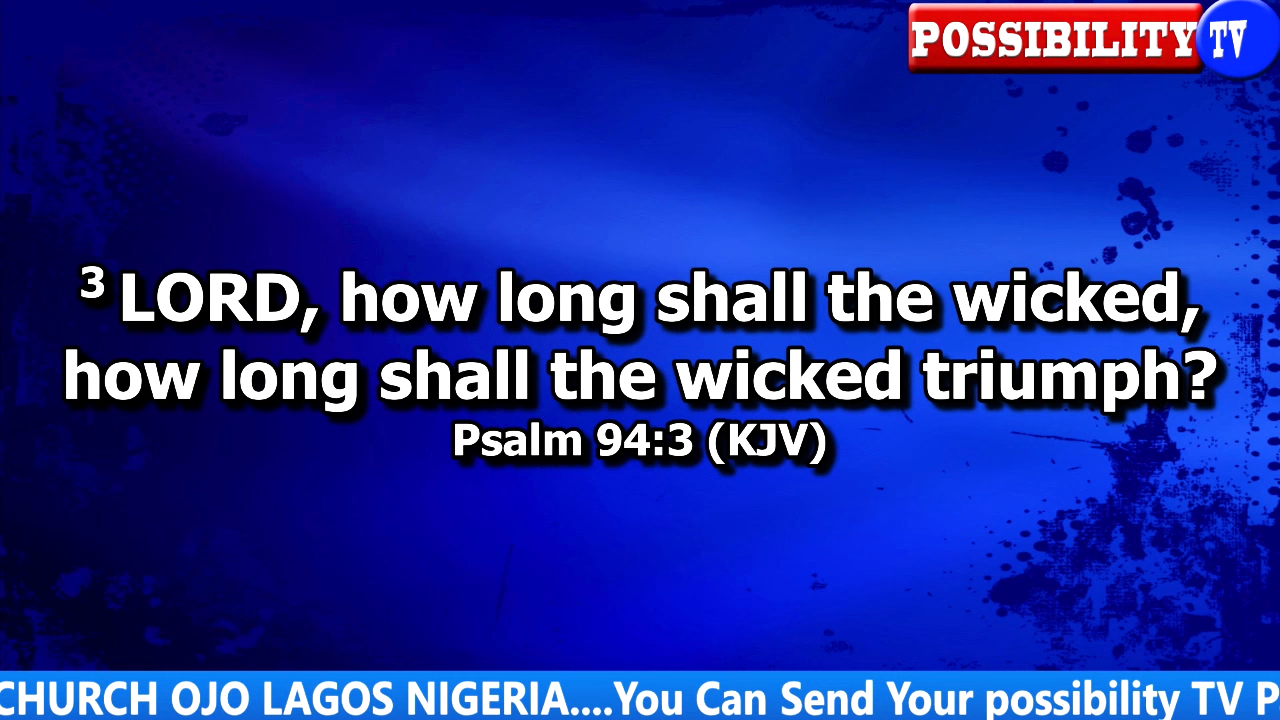 POSSIBILITY TV
3 LORD, how long shall the wicked,
how long shall the wicked triumph?
Psalm 94:3 (KJV)
CHURCH OJO LAGOS NIGERIA....You Can Send Your possibility TV P